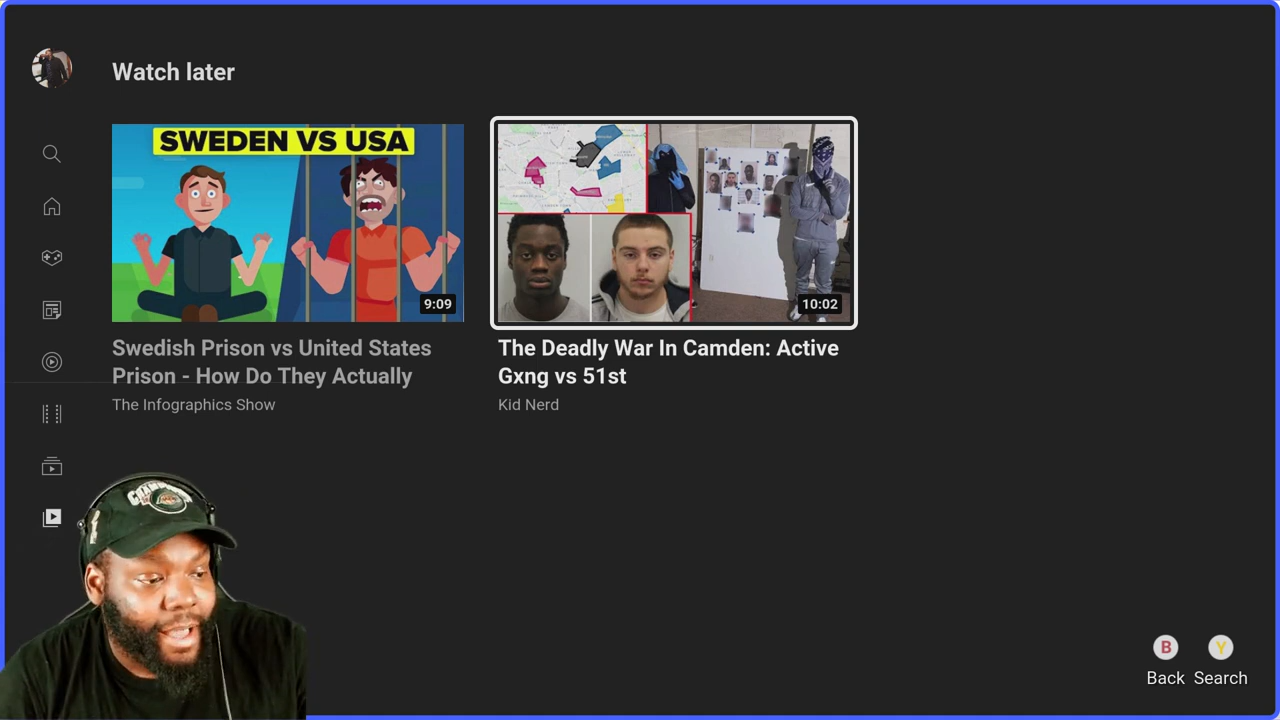 Watch later
SWEDEN VS USA
9:09
10:02
Swedish Prison vs United States
Prison - How Do They Actually
The Infographics Show
The Deadly War In Camden: Active
Gxng vs 51st
Kid Nerd
B
Y
Back
Search